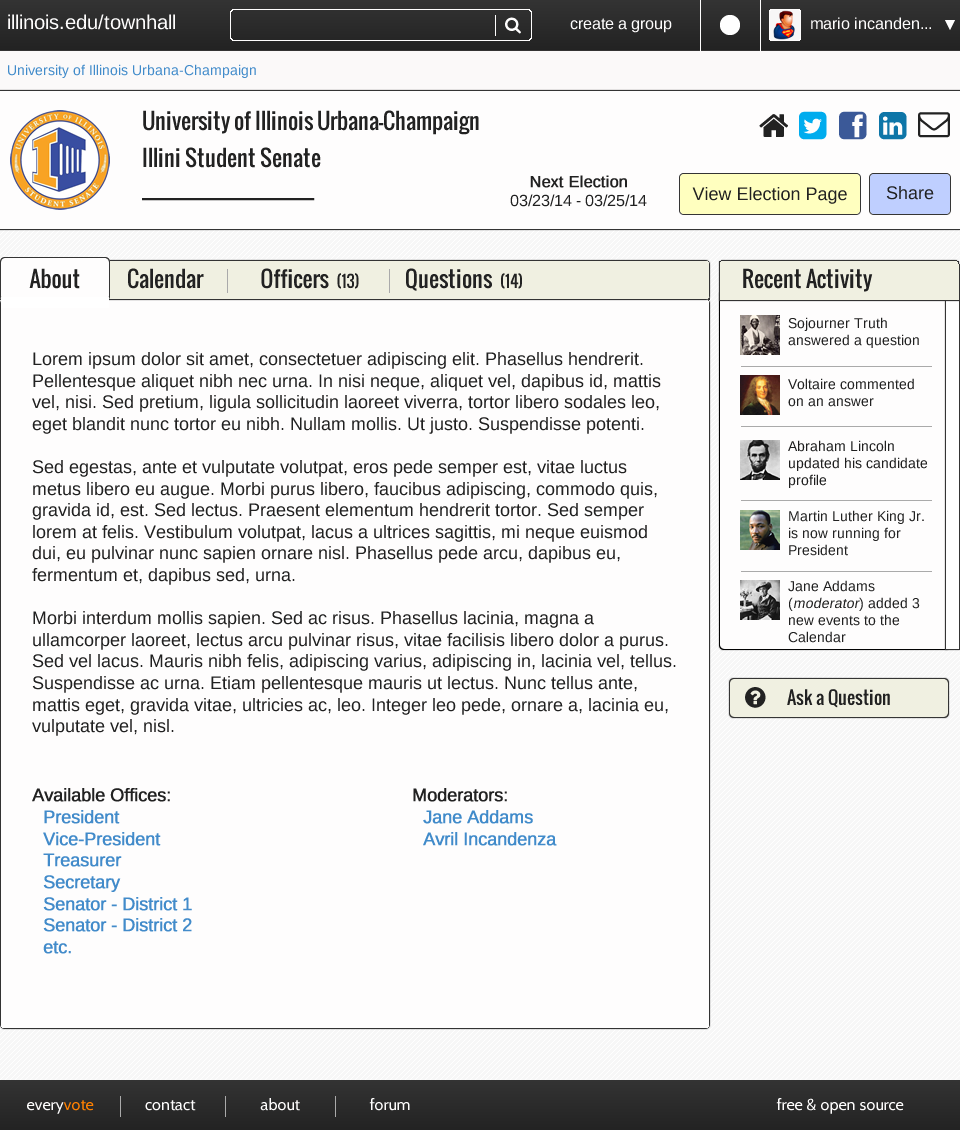 illinois.edu/townhall
create a group
mario incanden... ▼
University of Illinois Urbana-Champaign
UNIVERSITY OF ILLINOIS
STUDENT SENATE
University of Illinois Urbana-Champaign
Illini Student Senate
Next Election
03/23/14 - 03/25/14
View Election Page
Share
About
Calendar
Officers (13)
Questions (14)
Lorem ipsum dolor sit amet, consectetuer adipiscing elit. Phasellus hendrerit.
Pellentesque aliquet nibh nec urna. In nisi neque, aliquet vel, dapibus id, mattis
vel, nisi. Sed pretium, ligula sollicitudin laoreet viverra, tortor libero sodales leo,
eget blandit nunc tortor eu nibh. Nullam mollis. Ut justo. Suspendisse potenti.
Sed egestas, ante et vulputate volutpat, eros pede semper est, vitae luctus
metus libero eu augue. Morbi purus libero, faucibus adipiscing, commodo quis,
gravida id, est. Sed lectus. Praesent elementum hendrerit tortor. Sed semper
lorem at felis. Vestibulum volutpat, lacus a ultrices sagittis, mi neque euismod
dui, eu pulvinar nunc sapien ornare nisl. Phasellus pede arcu, dapibus eu,
fermentum et, dapibus sed, urna.
Morbi interdum mollis sapien. Sed ac risus. Phasellus lacinia, magna a
ullamcorper laoreet, lectus arcu pulvinar risus, vitae facilisis libero dolor a purus.
Sed vel lacus. Mauris nibh felis, adipiscing varius, adipiscing in, lacinia vel, tellus.
Suspendisse ac urna. Etiam pellentesque mauris ut lectus. Nunc tellus ante,
mattis eget, gravida vitae, ultricies ac, leo. Integer leo pede, ornare a, lacinia eu,
vulputate vel, nisl.
Available Offices:
President
Vice-President
Treasurer
Secretary
Senator - District 1
Senator - District 2
etc.
Moderators:
Jane Addams
Avril Incandenza
Recent Activity
Sojourner Truth
answered a question
Voltaire commented
on an answer
Abraham Lincoln
updated his candidate
profile
Martin Luther King Jr.
is now running for
President
Jane Addams
(moderator) added 3
new events to the
Calendar
Ask a Question
everyvote
contact
about
forum
free & open source